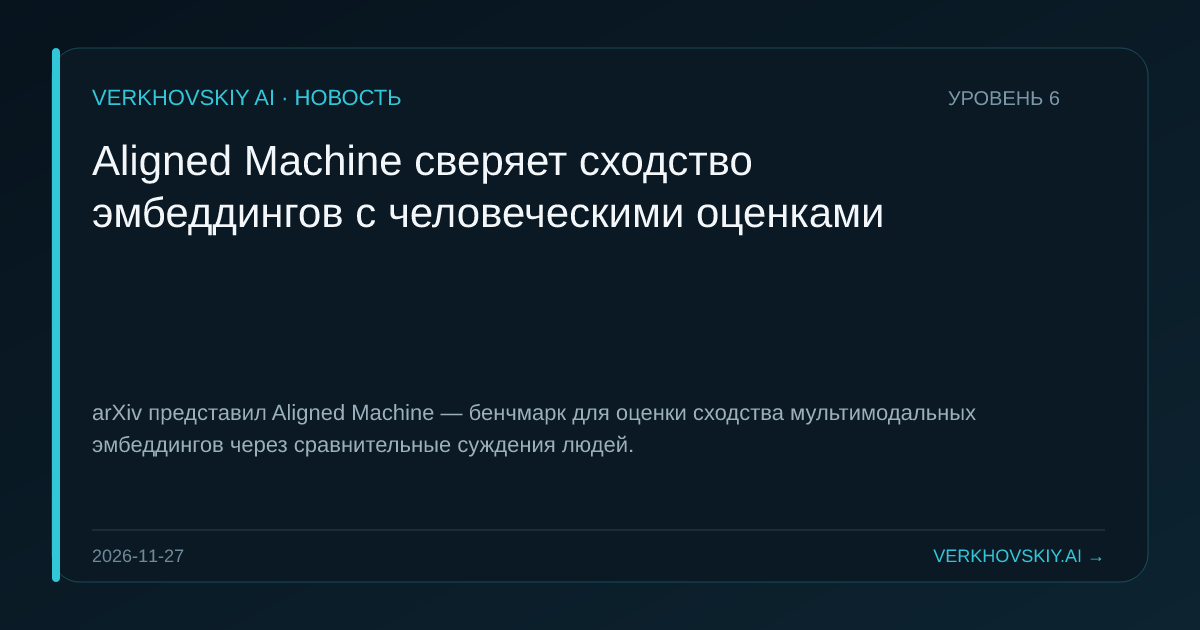 VERKHOVSKIY AI · НОВОСТЬ
УРОВЕНЬ 6
Aligned Machine сверяет сходство
эмбеддингов с человеческими оценками
arXiv представил Aligned Machine — бенчмарк для оценки сходства мультимодальных
эмбеддингов через сравнительные суждения людей.
2026-11-27
VERKHOVSKIY.AI →